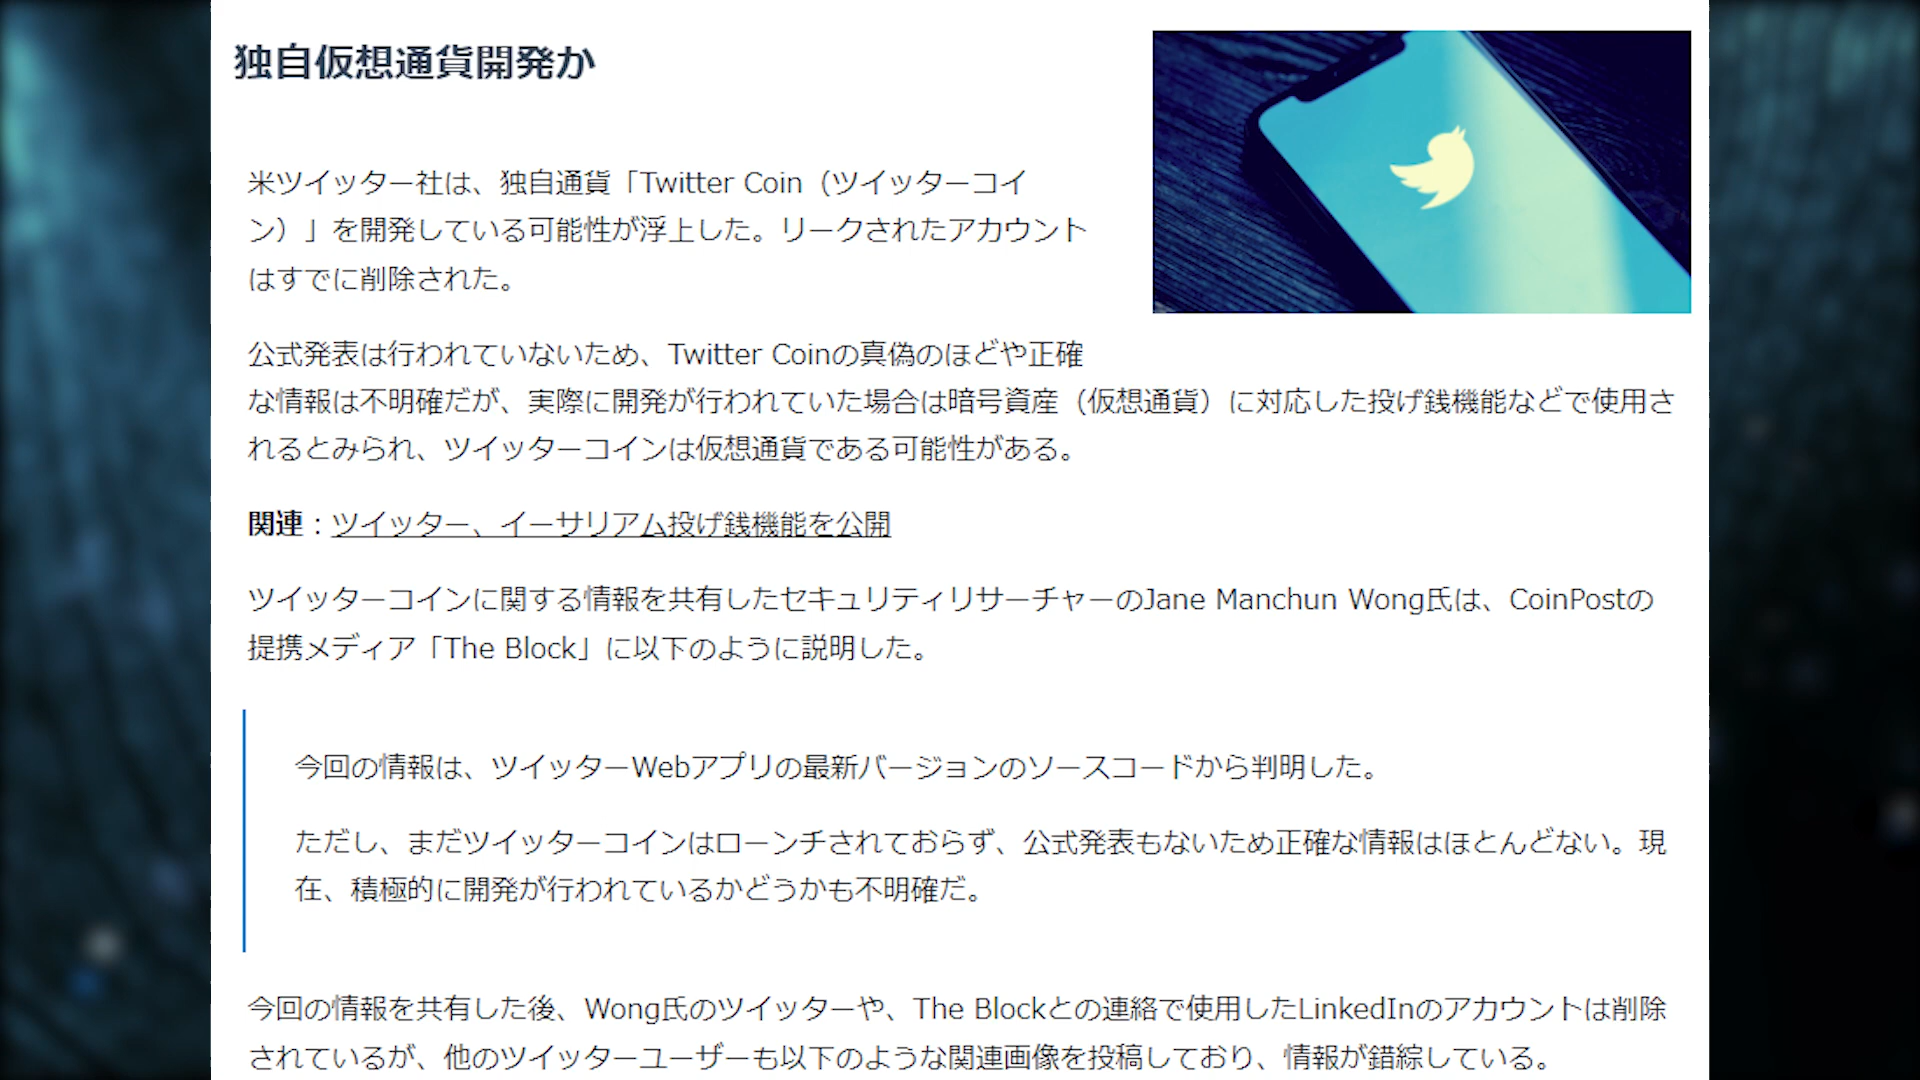 独自仮想通貨開発か
米ツイッター社は、独自通貨「Twitter Coin（ツイッターコイ
ン）」を開発している可能性が浮上した。リークされたアカウント
はすでに削除された。
公式発表は行われていないため、Twitter Coinの真偽のほどや正確
な情報は不明確だが、実際に開発が行われていた場合は暗号資産（仮想通貨）に対応した投げ銭機能などで使用さ
れるとみられ、ツイッターコインは仮想通貨である可能性がある。
関連：ツイッター、イーサリアム投げ銭機能を公開
ツイッターコインに関する情報を共有したセキュリティリサーチャーのJane Manchun Wong氏は、CoinPostの
提携メディア「The Block」に以下のように説明した。
今回の情報は、ツイッターWebアプリの最新バージョンのソースコードから判明した。
ただし、まだツイッターコインはローンチされておらず、公式発表もないため正確な情報はほとんどない。現
在、積極的に開発が行われているかどうかも不明確だ。
今回の情報を共有した後、Wong氏のツイッターや、The Blockとの連絡で使用したLinkedInのアカウントは削除
されているが、他のツイッターユーザーも以下のような関連画像を投稿しており、情報が錯綜している。